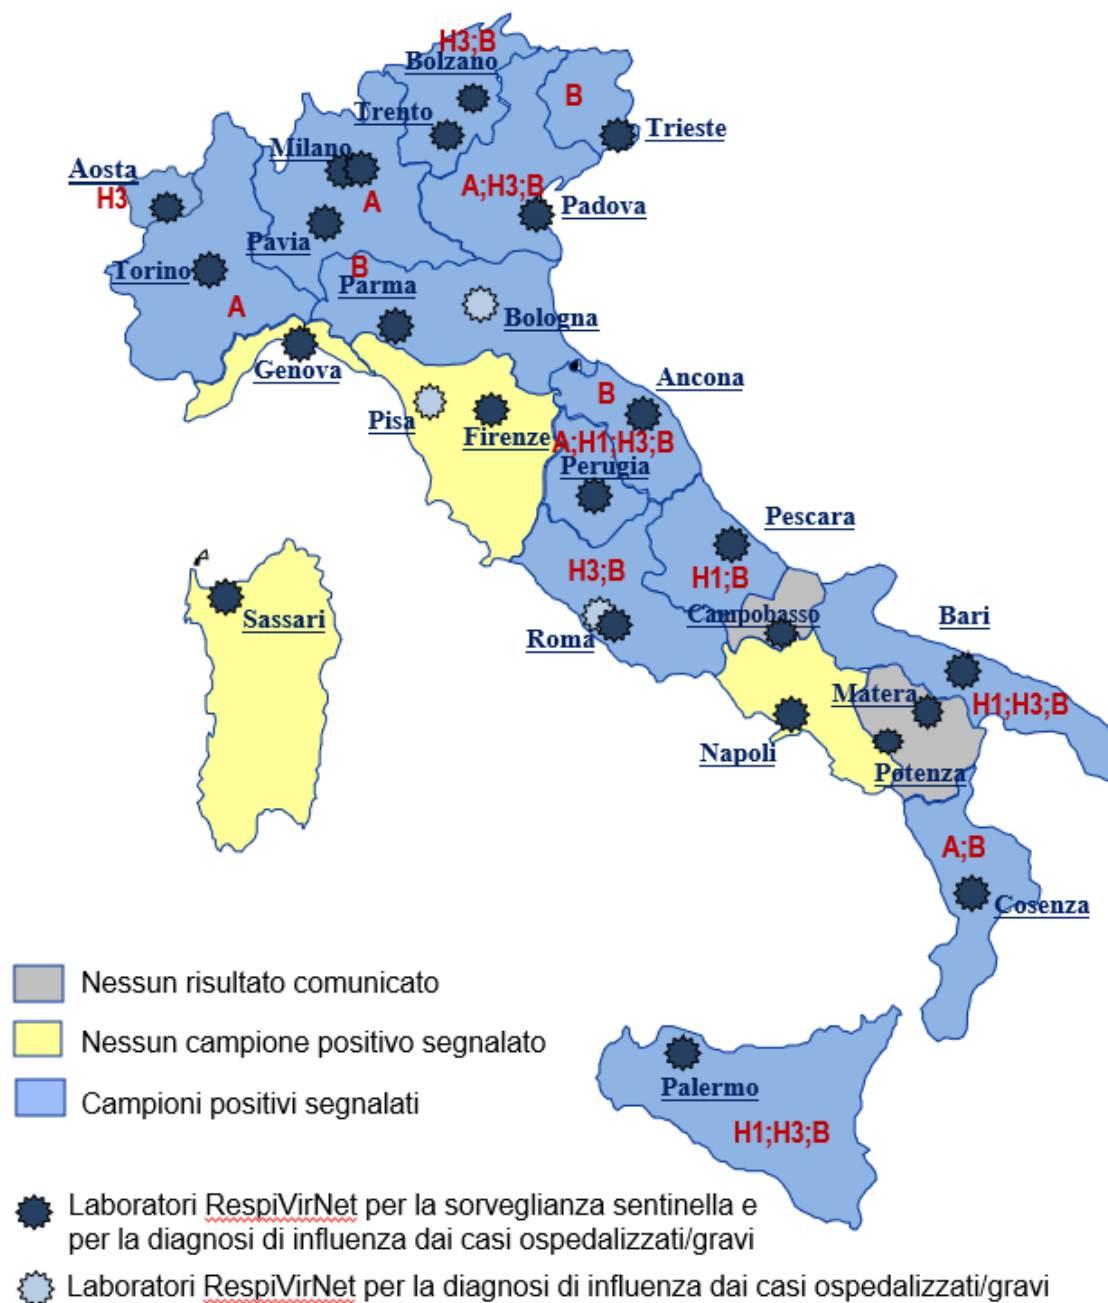 H3;B
Bolzano
B
Trento
Trieste
Milano
Aosta
H3
A;H3;B
A
Padova
Pavia
B
Torino
Parma
A
Bologna
Genova
Ancona
B
Pisa
Firenze
A;H1;H3;B
Perugia
Pescara
H3;B
H1;B
Sassari
Campobasso
Bari
Roma
Matera
H1;H3;B
Napoli
Potenza
A;B
Cosenza
Nessun risultato comunicato
Nessun campione positivo segnalato
Campioni positivi segnalati
Palermo
H1;H3;B
Laboratori RespiVirNet per la sorveglianza sentinella e
per la diagnosi di influenza dai casi ospedalizzati/gravi
Laboratori RespiVirNet per la diagnosi di influenza dai casi ospedalizzati/gravi